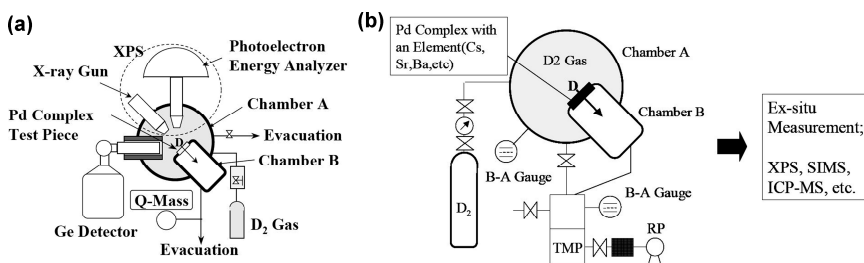 (a)
XPS
Photoelectron
Energy Analyzer
X-ray Gun
Chamber A
Pd Complex
Test Piece
D
Evacuation
Chamber B
Q-Mass
D₂ Gas
Ge Detector
Evacuation
(b)
Pd Complex with
an Element(Cs,
Sr,Ba,etc)
Chamber A
D2 Gas
D
Chamber B
B-A Gauge
B-A Gauge
D₂
TMP
RP
Ex-situ
Measurement;
XPS, SIMS,
ICP-MS, etc.